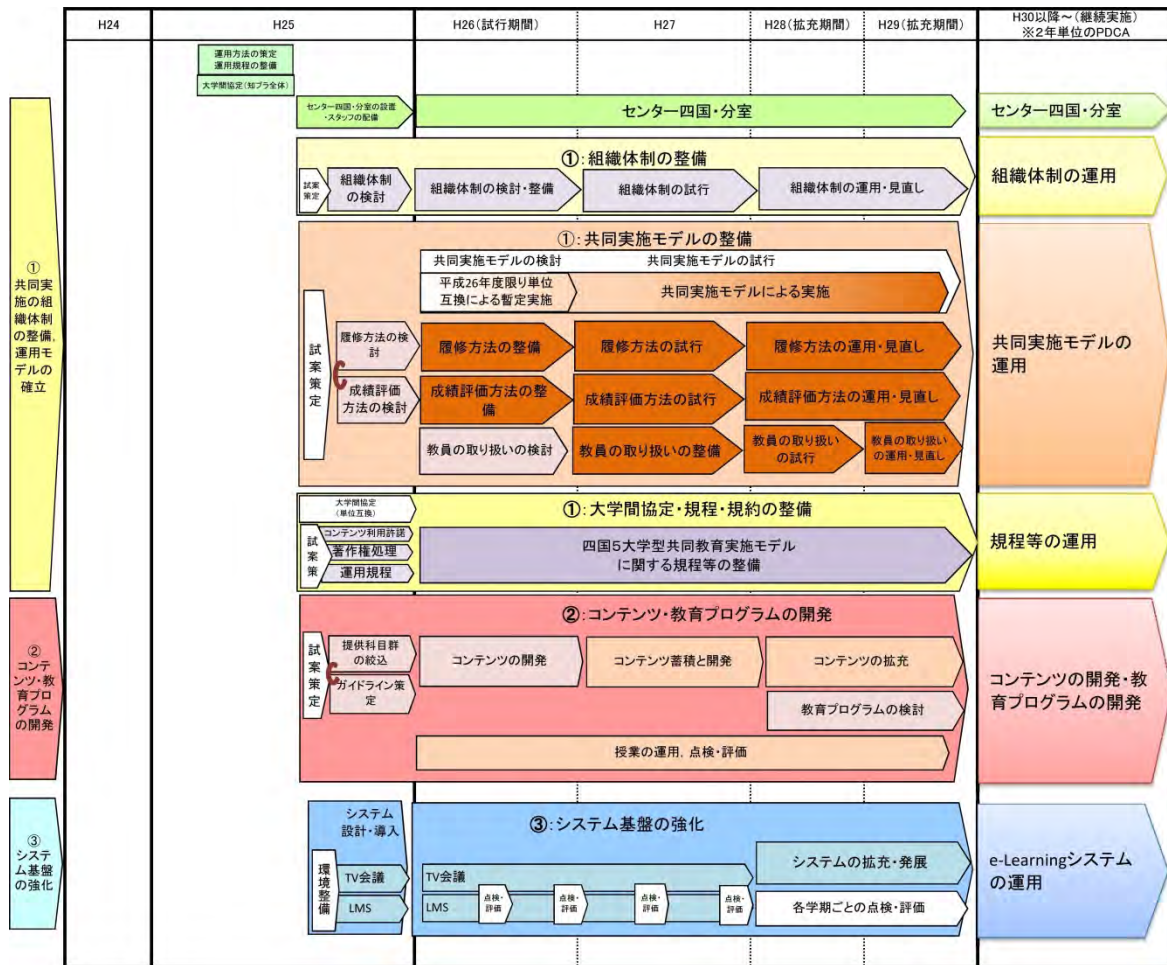 H24
H25
H26(試行期間)
H27
H28(拡充期間)
H29(拡充期間)
H30以降~(継続実施)
※2年単位のPDCA
運用方法の策定
運用規程の整備
大学間協定(知プラ全体)
センター四国・分室の設置
・スタッフの配備
センター四国・分室
センター四国・分室
①
共同実
施の組
織体制
の整備,
運用モ
デルの
確立
①:組織体制の整備
試案
策定
組織体制
の検討
組織体制の検討・整備
組織体制の試行
組織体制の運用・見直し
組織体制の運用
①:共同実施モデルの整備
共同実施モデルの検討
共同実施モデルの試行
平成26年度限り単位
互換による暫定実施
共同実施モデルによる実施
試
案
策
定
履修方法の検
討
履修方法の整備
履修方法の試行
履修方法の運用・見直し
成績評価
方法の検討
成績評価方法の整
備
成績評価方法の試行
成績評価方法の運用・見直し
教員の取り扱いの検討
教員の取り扱いの整備
教員の取り扱い
の試行
教員の取り扱い
の運用・見直し
共同実施モデルの
運用
大学間協定
(単位互換)
①:大学間協定・規程・規約の整備
試
案
策
コンテンツ利用許諾
著作権処理
運用規程
四国5大学型共同教育実施モデル
に関する規程等の整備
規程等の運用
②
コンテ
ンツ・教
育プロ
グラム
の開発
②:コンテンツ・教育プログラムの開発
試
案
策
定
提供科目群
の絞込
ガイドライン策
定
コンテンツの開発
コンテンツ蓄積と開発
コンテンツの拡充
教育プログラムの検討
授業の運用, 点検・評価
コンテンツの開発・教
育プログラムの開発
③
システ
ム基盤
の強化
システム
設計・導入
③:システム基盤の強化
環
境
整
備
TV会議
LMS
TV会議
LMS
点検・
評価
点検・
評価
点検・
評価
点検・
評価
システムの拡充・発展
各学期ごとの点検・評価
e-Learningシステム
の運用